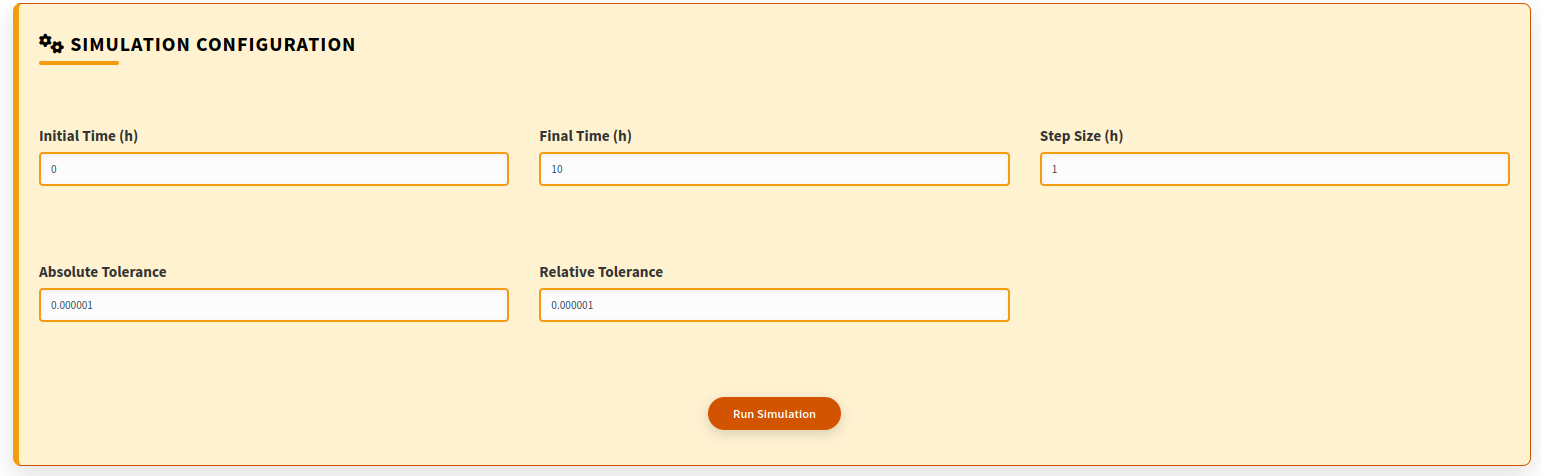 SIMULATION CONFIGURATION
Initial Time (h)
Final Time (h)
Step Size (h)
0
10
1
Absolute Tolerance
Relative Tolerance
0.000001
0.000001
Run Simulation